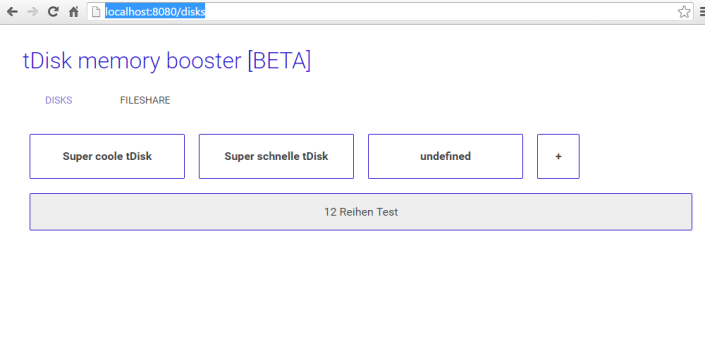 localhost:8080/disks
tDisk memory booster [BETA]
DISKS FILESHARE
Super coole tDisk Super schnelle tDisk undefined +
12 Reihen Test